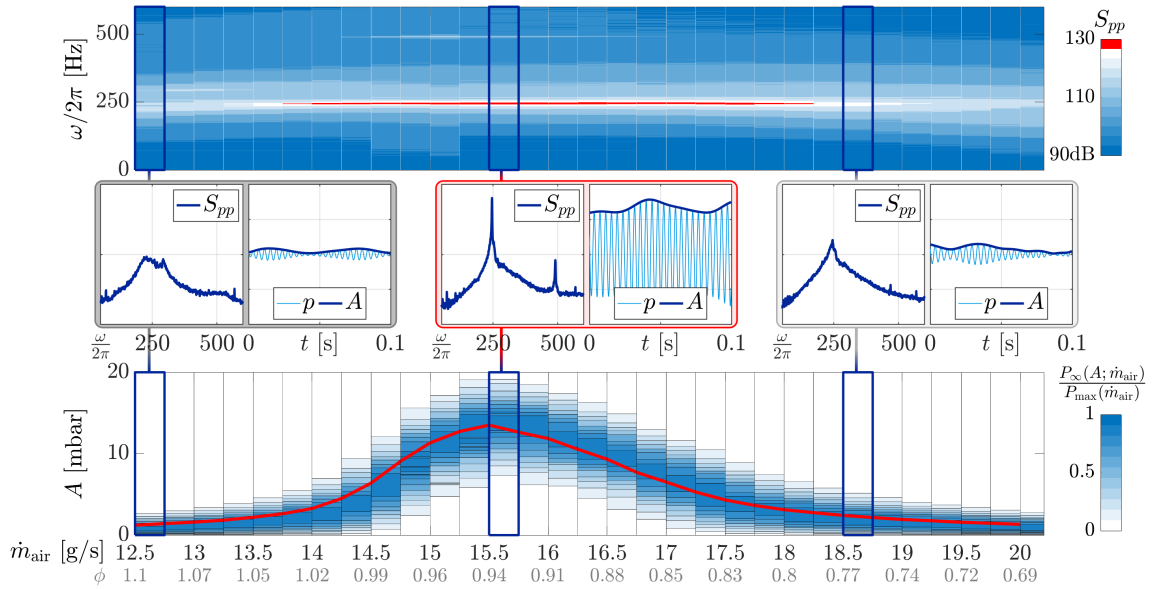 500
250
0
ω/2π [Hz]
S_pp
130
110
90dB
S_pp
p A
S_pp
p A
S_pp
p A
ω/2π 250 500 0 t [s] 0.1
ω/2π 250 500 0 t [s] 0.1
ω/2π 250 500 0 t [s] 0.1
20
10
0
A [mbar]
P_∞(A; ṁ_air)
P_max(ṁ_air)
1
0.5
0
ṁ_air [g/s] 12.5 13 13.5 14 14.5 15 15.5 16 16.5 17 17.5 18 18.5 19 19.5 20
ϕ 1.1 1.07 1.05 1.02 0.99 0.96 0.94 0.91 0.88 0.85 0.83 0.8 0.77 0.74 0.72 0.69